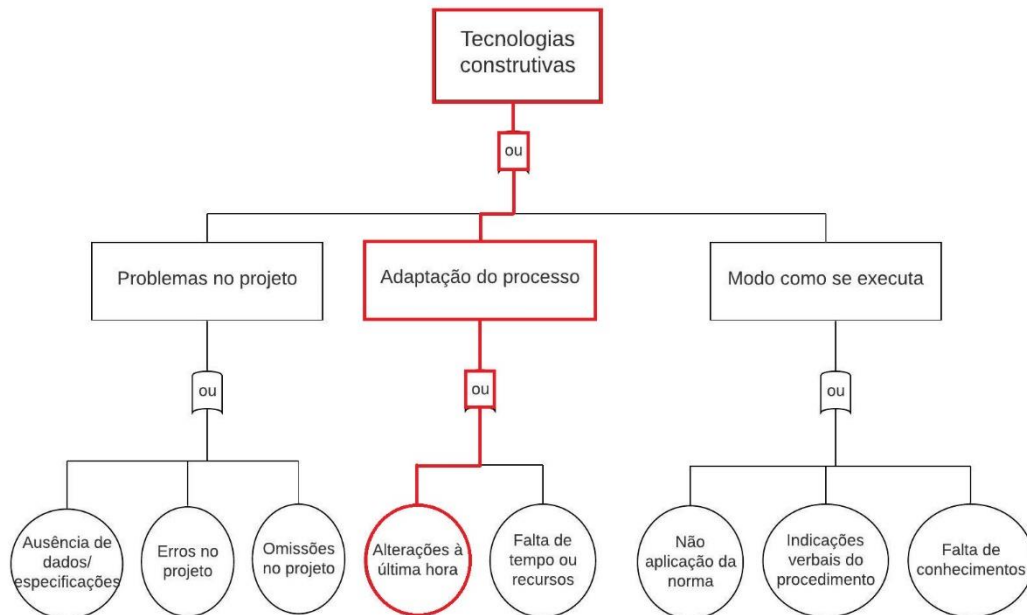 Tecnologias
construtivas
ou
Problemas no projeto
Adaptação do processo
Modo como se executa
ou
ou
ou
Ausência de
dados/
especificações
Erros no
projeto
Omissões
no projeto
Alterações à
última hora
Falta de
tempo ou
recursos
Não
aplicação da
norma
Indicações
verbais do
procedimento
Falta de
conhecimentos